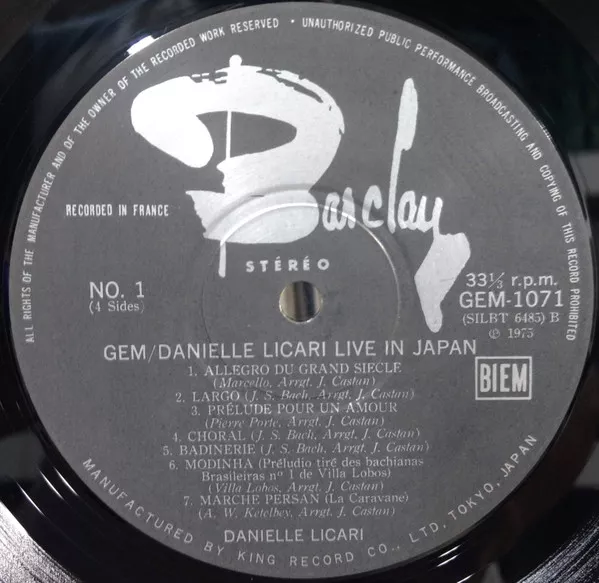 ALL RIGHTS OF THE MANUFACTURER AND OF THE OWNER OF THE RECORDED WORK RESERVED • UNAUTHORIZED PUBLIC PERFORMANCE BROADCASTING AND COPYING OF THIS RECORD PROHIBITED
Barclay
RECORDED IN FRANCE
STÉRÉO
NO. 1
(4 Sides)
33⅓ r.p.m.
GEM-1071
(SILBT 6485) B
℗ 1975
GEM/DANIELLE LICARI LIVE IN JAPAN
BIEM
1. ALLEGRO DU GRAND SIECLE
(Marcello, Arrgt. J. Castan)
2. LARGO (J. S. Bach, Arrgt. J. Castan)
3. PRÉLUDE POUR UN AMOUR
(Pierre Porte, Arrgt. J. Castan)
4. CHORAL (J. S. Bach, Arrgt. J. Castan)
5. BADINERIE (J. S. Bach, Arrgt. J. Castan)
6. MODINHA (Préludio tiré des bachianas
Brasileiras n° 1 de Villa Lobos)
(Villa Lobos, Arrgt. J. Castan)
7. MARCHE PERSAN (La Caravane)
(A. W. Ketelbey, Arrgt. J. Castan)
DANIELLE LICARI
MANUFACTURED BY KING RECORD CO., LTD. TOKYO, JAPAN